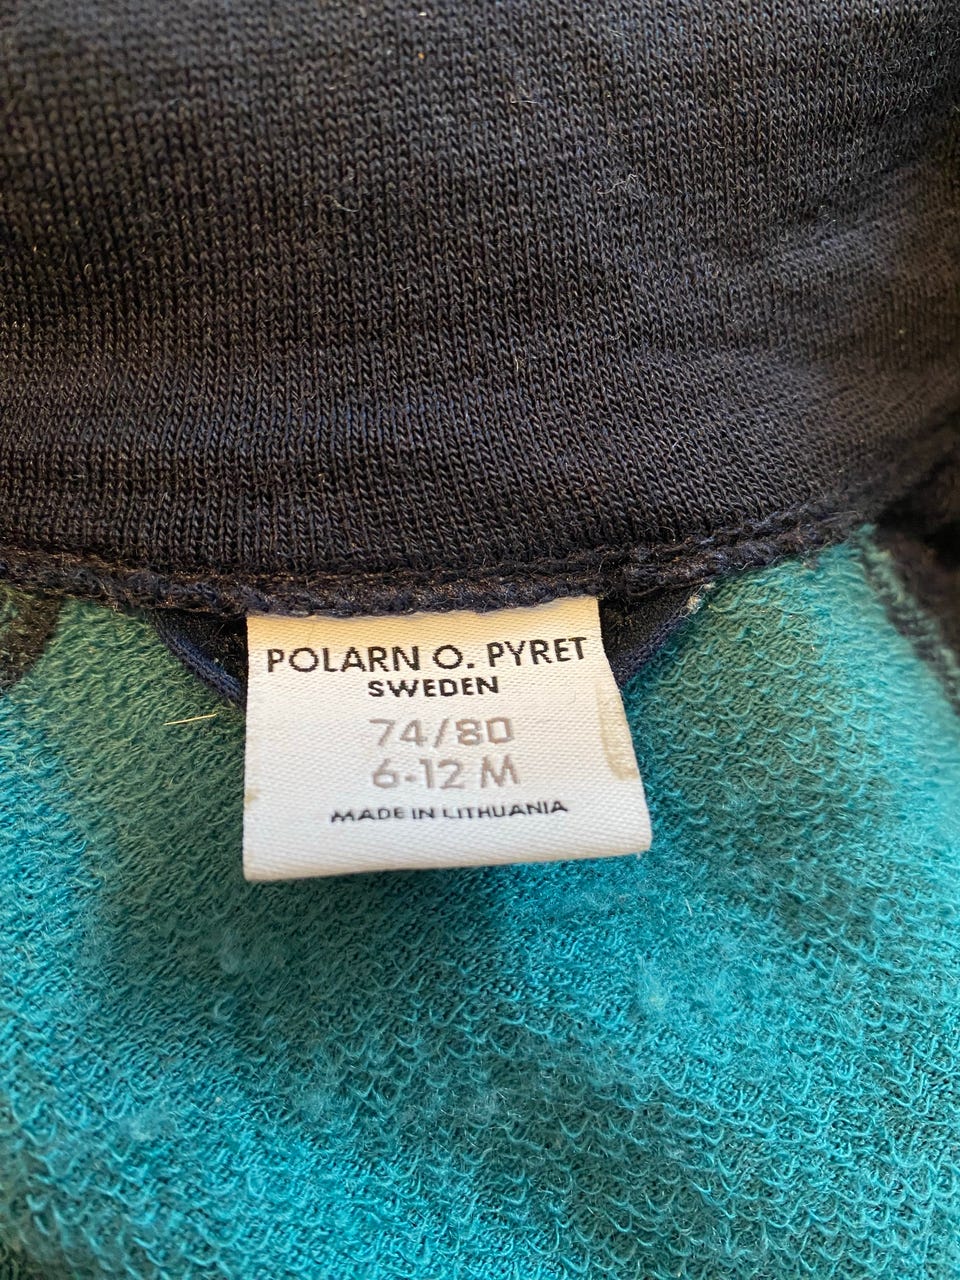 POLARN O. PYRET
SWEDEN
74/80
6-12 M
MADE IN LITHUANIA